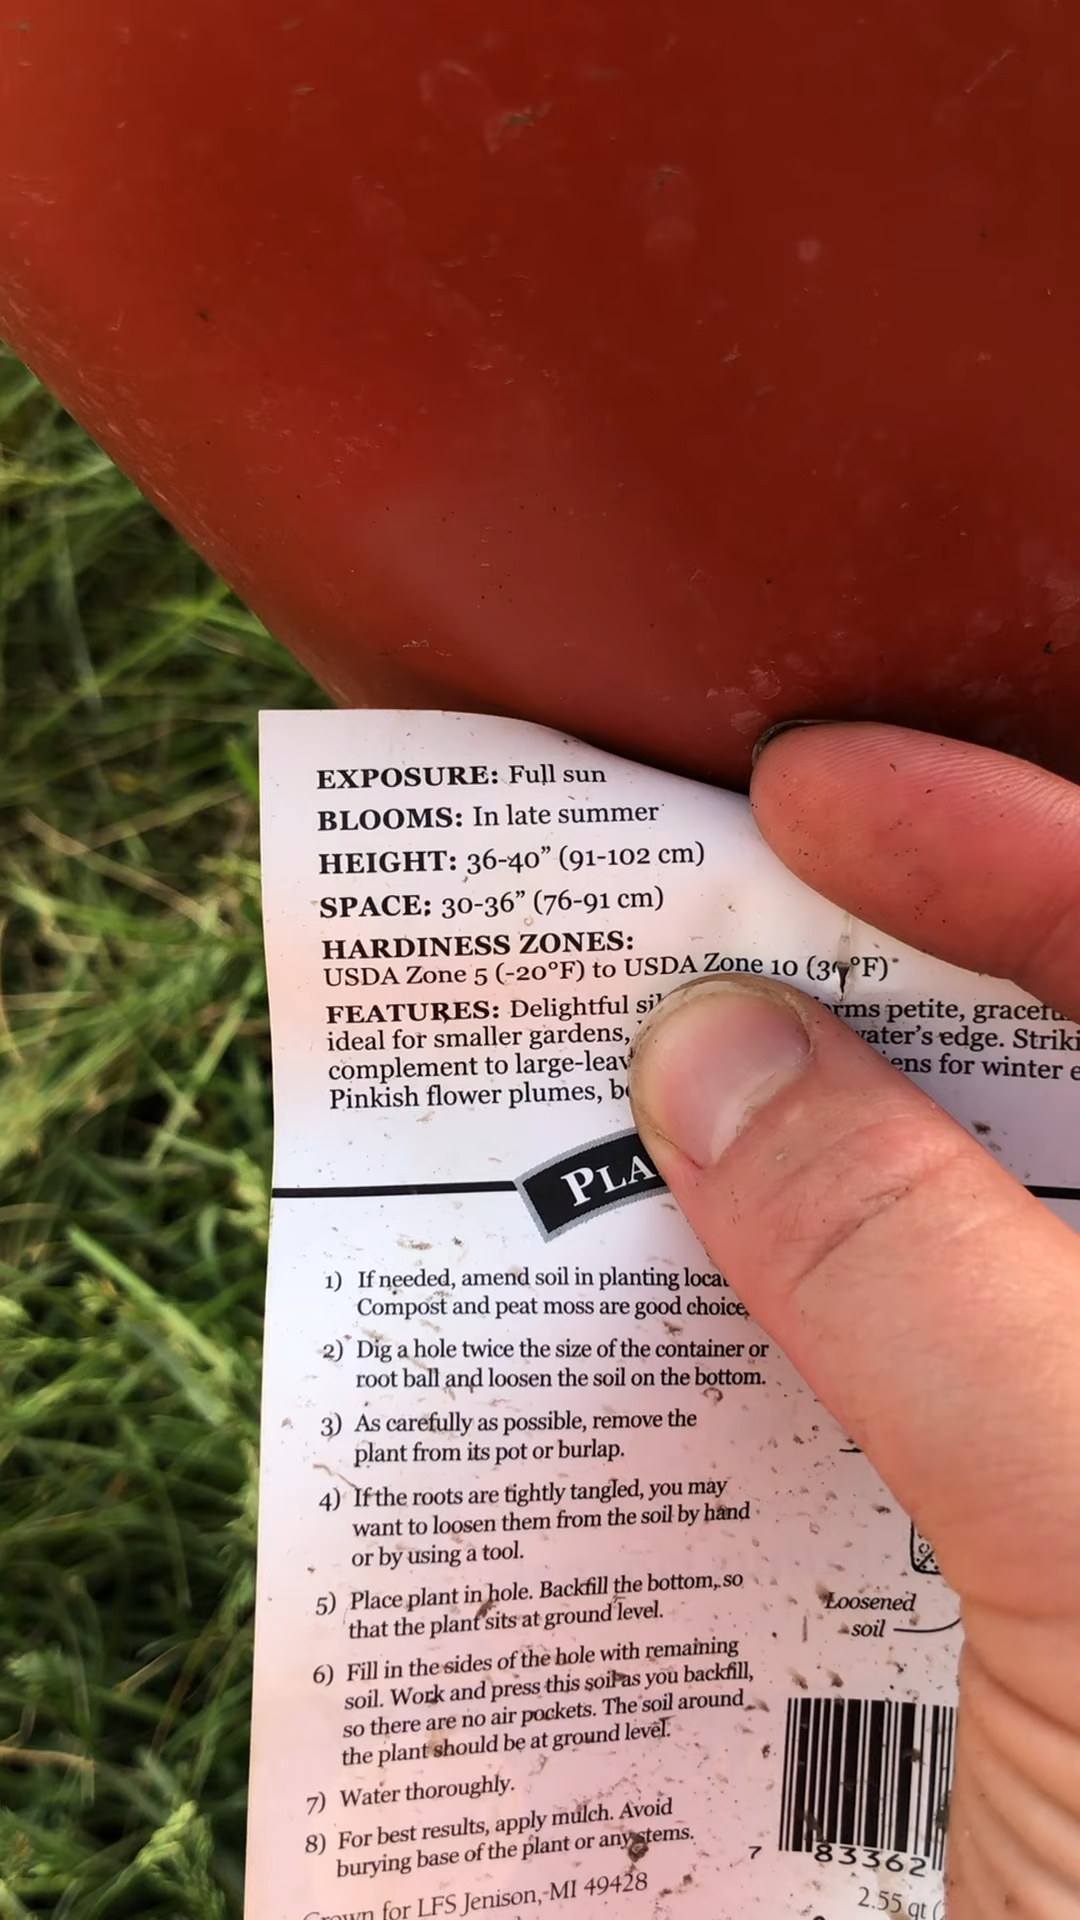 EXPOSURE: Full sun
BLOOMS: In late summer
HEIGHT: 36-40” (91-102 cm)
SPACE: 30-36” (76-91 cm)
HARDINESS ZONES:
USDA Zone 5 (-20°F) to USDA Zone 10 (3 °F)
FEATURES: Delightful petite,
ideal for smaller gardens, edge.
complement to for winter
Pinkish flower plumes,
1) If needed, amend soil in planting
Compost and peat moss are good
2) Dig a hole twice the size of the container or
root ball and loosen the soil on the bottom.
3) As carefully as possible, remove the
plant from its pot or burlap.
4) If the roots are tightly tangled, you may
want to loosen them from the soil by hand
or by using a tool.
5) Place plant in hole. Backfill the bottom, so
that the plant sits at ground level.
Loosened
soil
6) Fill in the sides of the hole with remaining
soil. Work and press this soil as you backfill,
so there are no air pockets. The soil around
the plant should be at ground level.
7) Water thoroughly.
8) For best results, apply mulch. Avoid
burying base of the plant or any stems.
7 83362
for LFS Jenison, MI 49428
2.55 qt